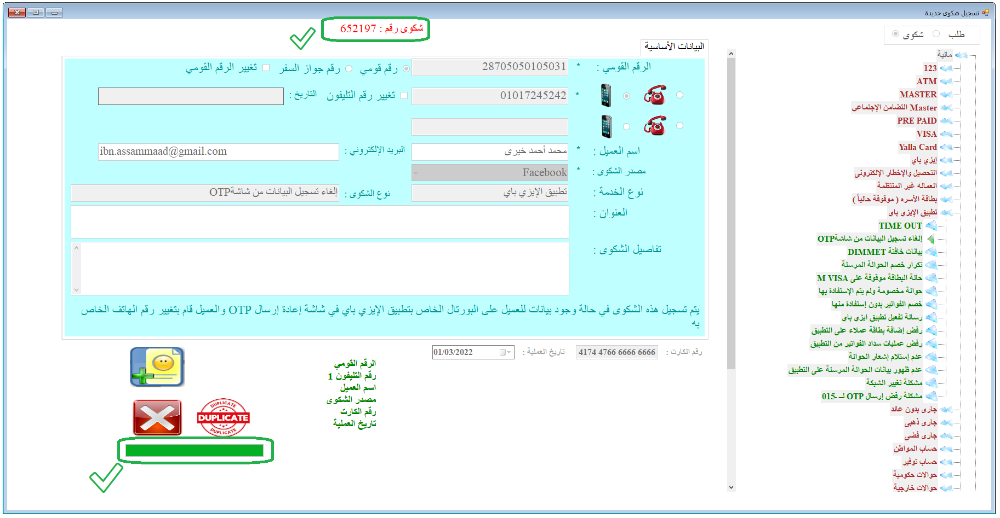 تسجيل شكوى جديدة
طلب
شكوى
شكوى رقم : 652197
مالية
123
ATM
MASTER
Master التضامن الإجتماعي
PRE PAID
VISA
Yalla Card
إيزي باي
التحصيل والإخطار الإلكترونى
العماله غير المنتظمة
بطاقة الأسره ( موقوفة حالياً )
تطبيق الإيزي باي
TIME OUT
إلغاء تسجيل البيانات من شاشةOTP
بيانات خافتة DIMMET
تكرار خصم الحوالة المرسلة
حالة البطاقة موقوفة على M VISA
حوالة مخصومة ولم يتم الإستفادة بها
خصم الفواتير بدون إستفادة منها
رسالة تفعيل تطبيق ايزي باي
رفض إضافة بطاقة عملاء على التطبيق
رفض عمليات سداد الفواتير من التطبيق
عدم إستلام إشعار الحوالة
عدم ظهور بيانات الحوالة المرسلة على التطبيق
مشكلة تغيير الشبكة
مشكلة رفض إرسال OTP لــ -015
جارى بدون عائد
جارى ذهبى
جارى فضى
حساب المواطن
حساب توفير
حوالات حكومية
حوالات خارجية
البيانات الأساسية
الرقم القومي : * 28705050105031 رقم قومي رقم جواز السفر تغيير الرقم القومي
* 01017245242 تغيير رقم التليفون التاريخ :
اسم العميل : * محمد أحمد خيرى البريد الإلكتروني : ibn.assammaad@gmail.com
مصدر الشكوى : * Facebook
نوع الخدمة : تطبيق الإيزي باي نوع الشكوى : إلغاء تسجيل البيانات من شاشةOTP
العنوان :
تفاصيل الشكوى :
يتم تسجيل هذه الشكوى في حالة وجود بيانات للعميل على البورتال الخاص بتطبيق الإيزي باي في شاشة إعادة إرسال OTP والعميل قام بتغيير رقم الهاتف الخاص
به
رقم الكارت : 4174 4766 6666 6666 تاريخ العملية : 01/03/2022
الرقم القومي
رقم التليفون 1
اسم العميل
مصدر الشكوى
رقم الكارت
تاريخ العملية
DUPLICATE
DUPLICATE
DUPLICATE